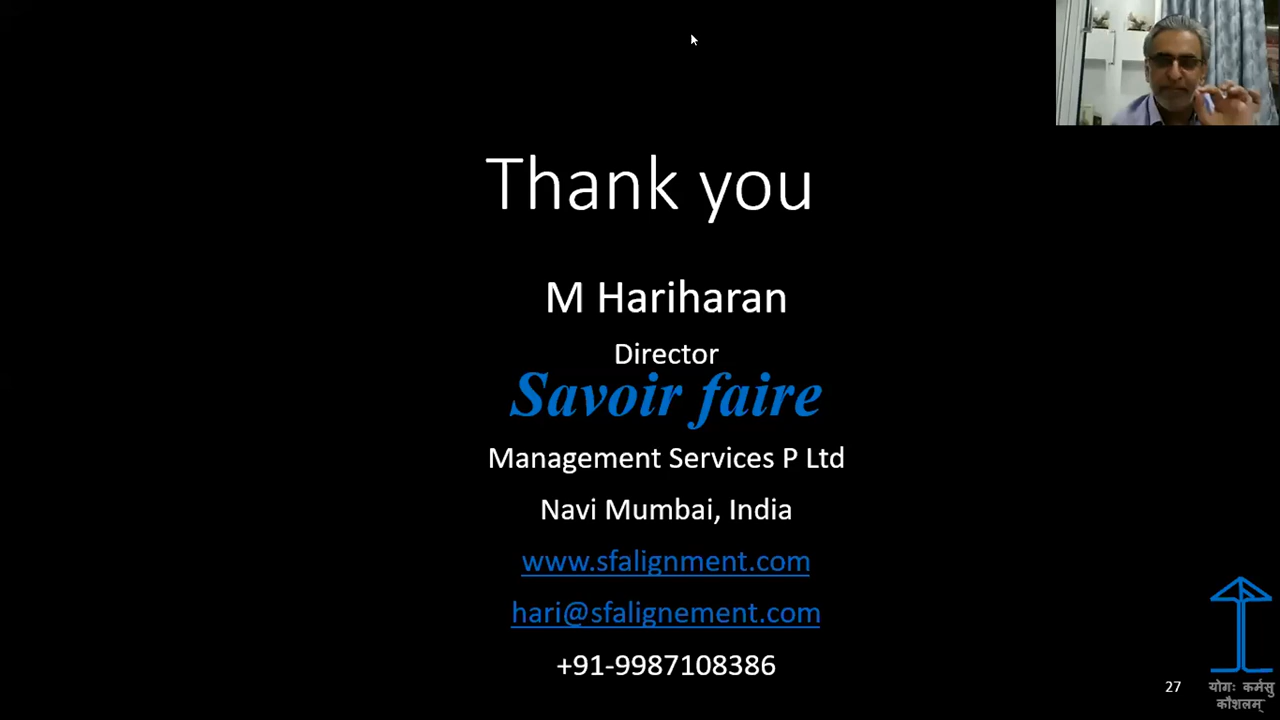 Thank you
M Hariharan
Director
Savoir faire
Management Services P Ltd
Navi Mumbai, India
www.sfalignment.com
hari@sfalignement.com
+91-9987108386
27
योगः कर्मसु
कौशलम्